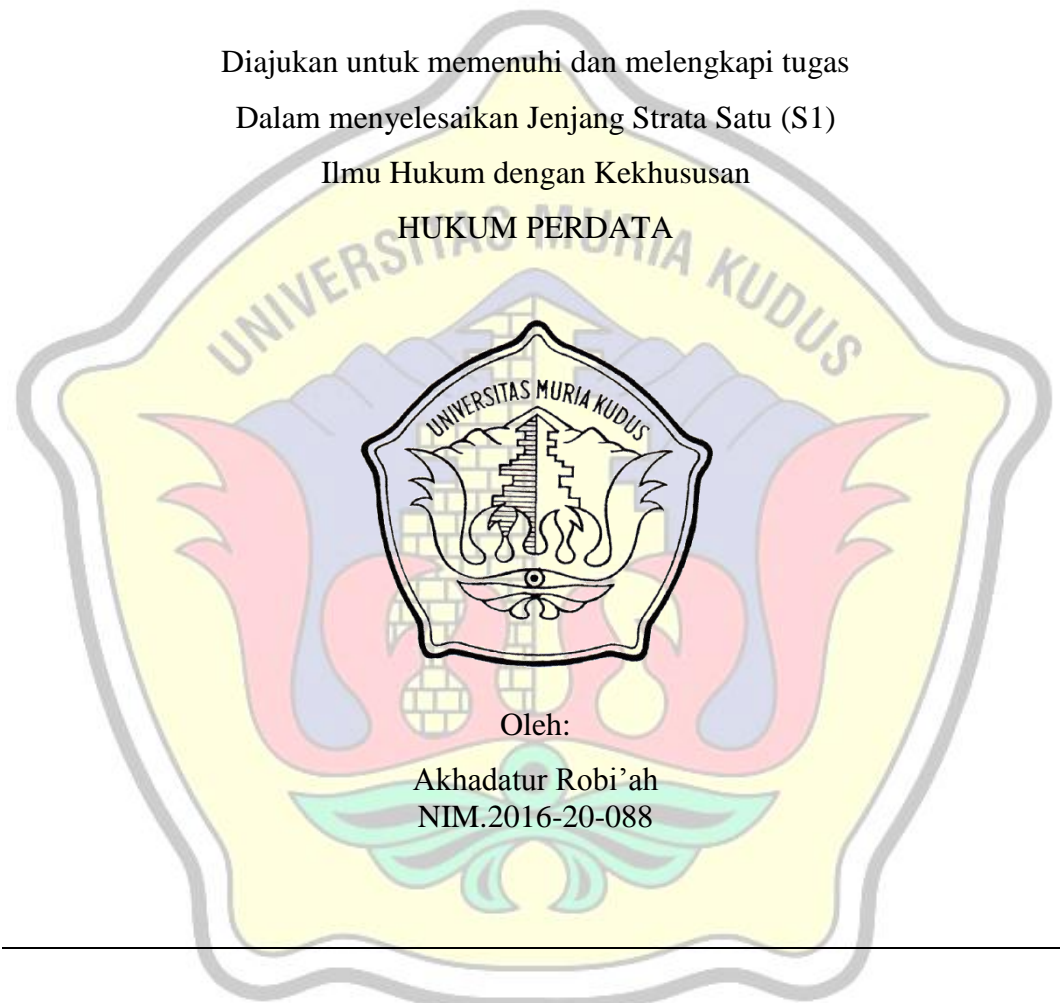 Diajukan untuk memenuhi dan melengkapi tugas
Dalam menyelesaikan Jenjang Strata Satu (S1)
Ilmu Hukum dengan Kekhususan
HUKUM PERDATA
UNIVERSITAS MURIA KUDUS
UNIVERSITAS MURIA KUDUS
Oleh:
Akhadatur Robi’ah
NIM.2016-20-088